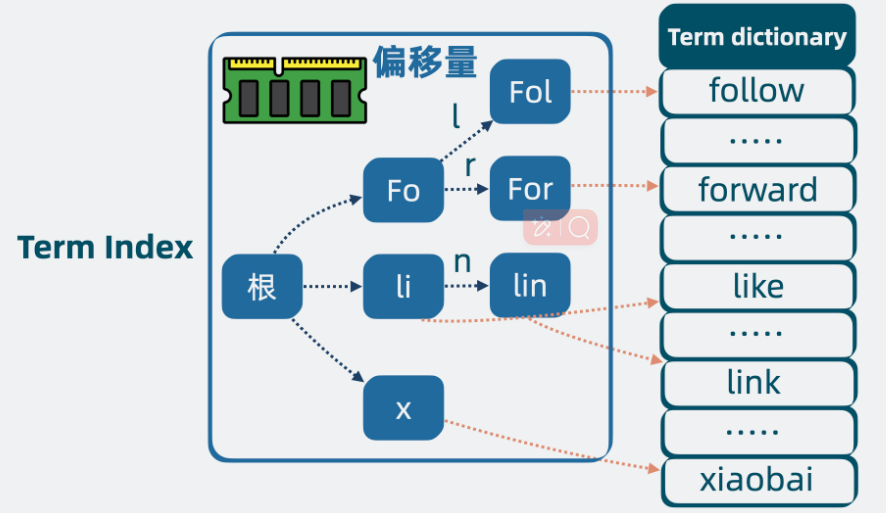 Term Index
偏移量
根
Fo
l
Fol
r
For
li
n
lin
x
Term dictionary
follow
.....
forward
.....
like
.....
link
.....
xiaobai